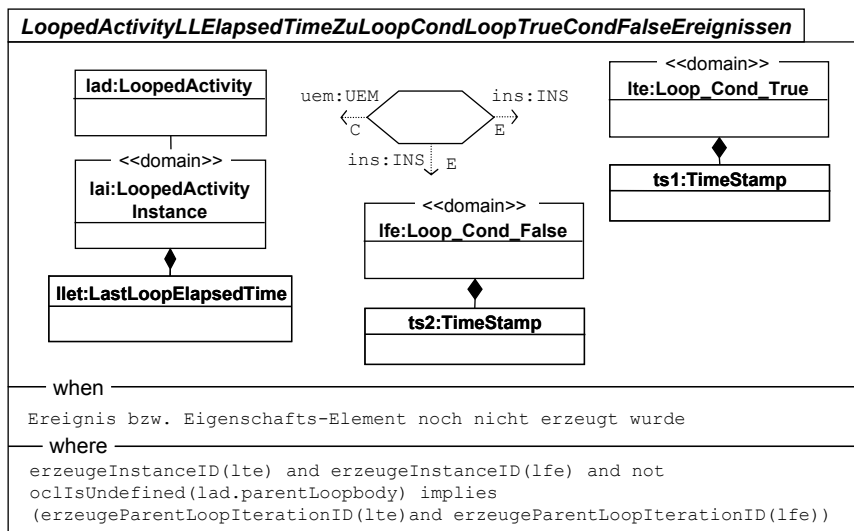 LoopedActivityLLElapsedTimeZuLoopCondLoopTrueCondFalseEreignissen
lad:LoopedActivity
<<domain>>
lai:LoopedActivity
Instance
llet:LastLoopElapsedTime
uem:UEM
C
ins:INS
E
ins:INS
E
<<domain>>
lfe:Loop_Cond_False
ts2:TimeStamp
<<domain>>
lte:Loop_Cond_True
ts1:TimeStamp
when
Ereignis bzw. Eigenschafts-Element noch nicht erzeugt wurde
where
erzeugeInstanceID(lte) and erzeugeInstanceID(lfe) and not
oclIsUndefined(lad.parentLoopbody) implies
(erzeugeParentLoopIterationID(lte)and erzeugeParentLoopIterationID(lfe))